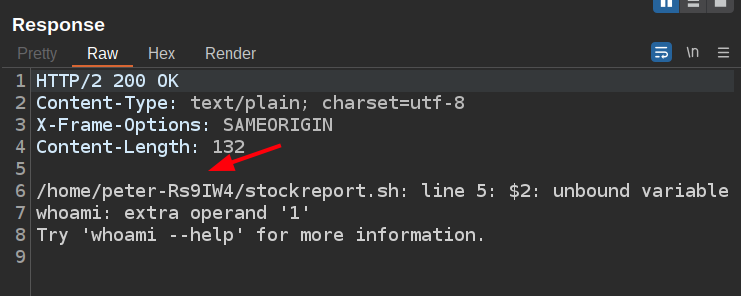 Response
Pretty Raw Hex Render \n
1 HTTP/2 200 OK
2 Content-Type: text/plain; charset=utf-8
3 X-Frame-Options: SAMEORIGIN
4 Content-Length: 132
5
6 /home/peter-Rs9IW4/stockreport.sh: line 5: $2: unbound variable
7 whoami: extra operand '1'
8 Try 'whoami --help' for more information.
9